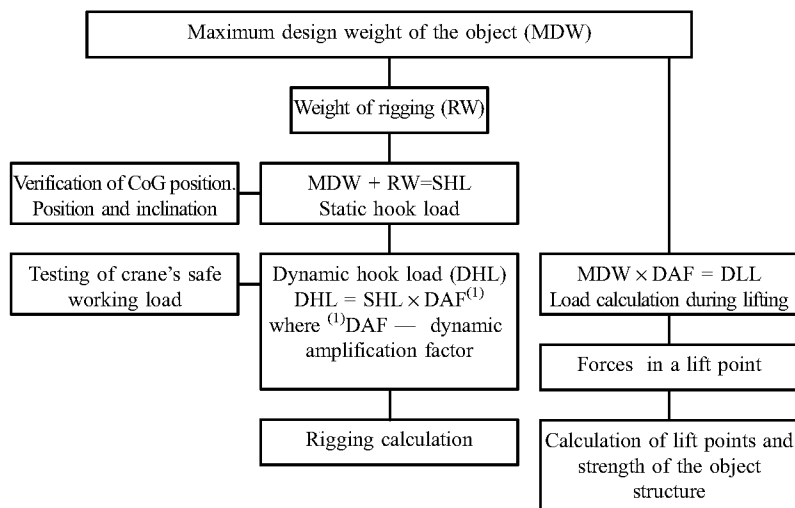 Maximum design weight of the object (MDW)
Weight of rigging (RW)
Verification of CoG position.
Position and inclination
MDW + RW=SHL
Static hook load
Testing of crane's safe
working load
Dynamic hook load (DHL)
DHL = SHL × DAF⁽¹⁾
where ⁽¹⁾DAF — dynamic
amplification factor
MDW × DAF = DLL
Load calculation during lifting
Forces in a lift point
Rigging calculation
Calculation of lift points and
strength of the object
structure